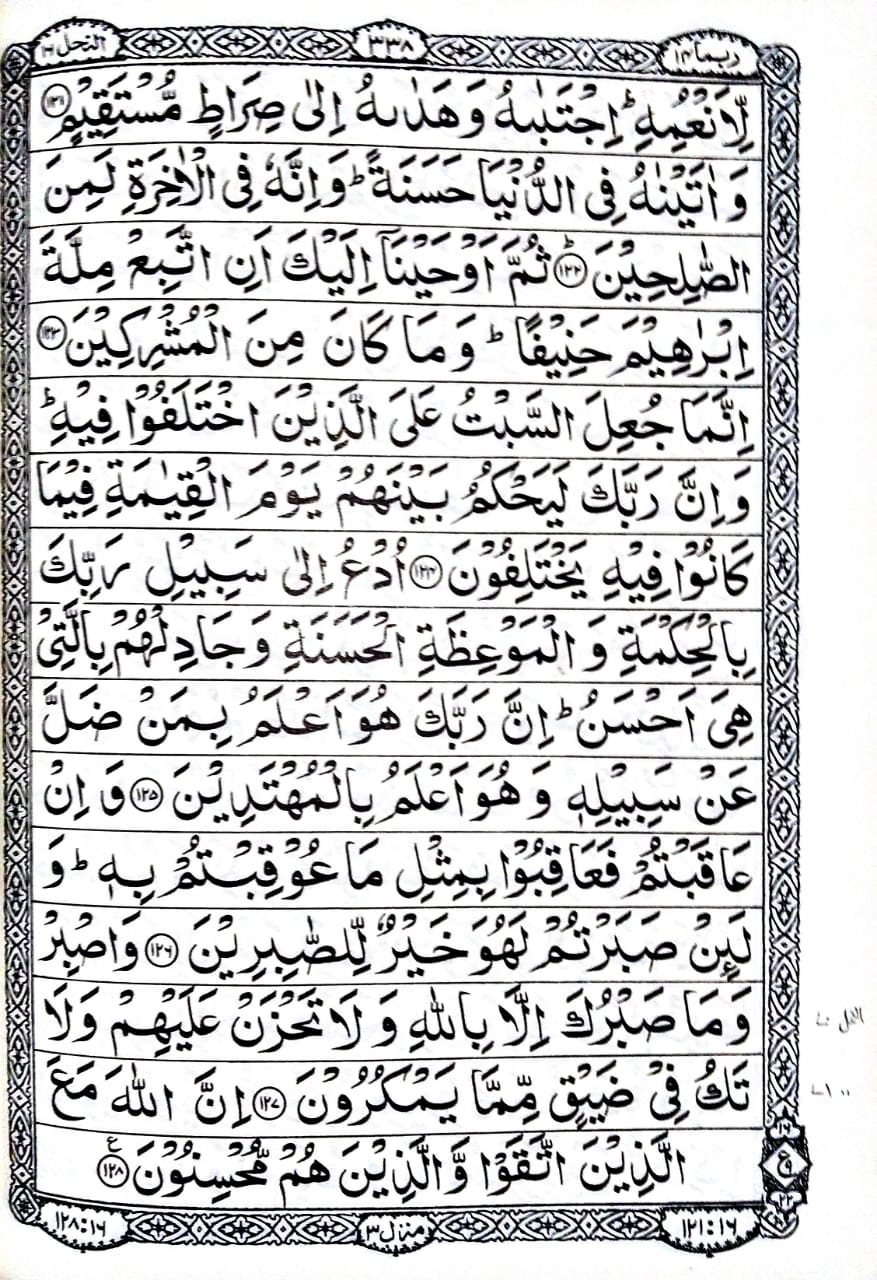 ربما ١٤
٣٣٨
النحل ١٦
لِّاَنْعُمِهٖ ؕ اِجْتَبٰىهُ وَ هَدٰىهُ اِلٰى صِرَاطٍ مُّسْتَقِیْمٍ ۝۱۲۱
وَ اٰتَیْنٰهُ فِی الدُّنْیَا حَسَنَةً ؕ وَ اِنَّهٗ فِی الْاٰخِرَةِ لَمِنَ
الصّٰلِحِیْنَ ۝۱۲۲ؕ ثُمَّ اَوْحَیْنَاۤ اِلَیْكَ اَنِ اتَّبِعْ مِلَّةَ
اِبْرٰهِیْمَ حَنِیْفًا ؕ وَ مَا كَانَ مِنَ الْمُشْرِكِیْنَ ۝۱۲۳
اِنَّمَا جُعِلَ السَّبْتُ عَلَى الَّذِیْنَ اخْتَلَفُوْا فِیْهِ ؕ
وَ اِنَّ رَبَّكَ لَیَحْكُمُ بَیْنَهُمْ یَوْمَ الْقِیٰمَةِ فِیْمَا
كَانُوْا فِیْهِ یَخْتَلِفُوْنَ ۝۱۲۴ اُدْعُ اِلٰى سَبِیْلِ رَبِّكَ
بِالْحِكْمَةِ وَ الْمَوْعِظَةِ الْحَسَنَةِ وَ جَادِلْهُمْ بِالَّتِیْ
هِیَ اَحْسَنُ ؕ اِنَّ رَبَّكَ هُوَ اَعْلَمُ بِمَنْ ضَلَّ
عَنْ سَبِیْلِهٖ وَ هُوَ اَعْلَمُ بِالْمُهْتَدِیْنَ ۝۱۲۵ وَ اِنْ
عَاقَبْتُمْ فَعَاقِبُوْا بِمِثْلِ مَا عُوْقِبْتُمْ بِهٖ ؕ وَ
لَىِٕنْ صَبَرْتُمْ لَهُوَ خَیْرٌ لِّلصّٰبِرِیْنَ ۝۱۲۶ وَ اصْبِرْ
وَ مَا صَبْرُكَ اِلَّا بِاللّٰهِ وَ لَا تَحْزَنْ عَلَیْهِمْ وَ لَا
تَكُ فِیْ ضَیْقٍ مِّمَّا یَمْكُرُوْنَ ۝۱۲۷ اِنَّ اللّٰهَ مَعَ
الَّذِیْنَ اتَّقَوْا وَّ الَّذِیْنَ هُمْ مُّحْسِنُوْنَ ۝۱۲۸ ع
١٦
ع ٩
٢٢
١٢١:١٦
منزل ٣
١٢٨:١٦